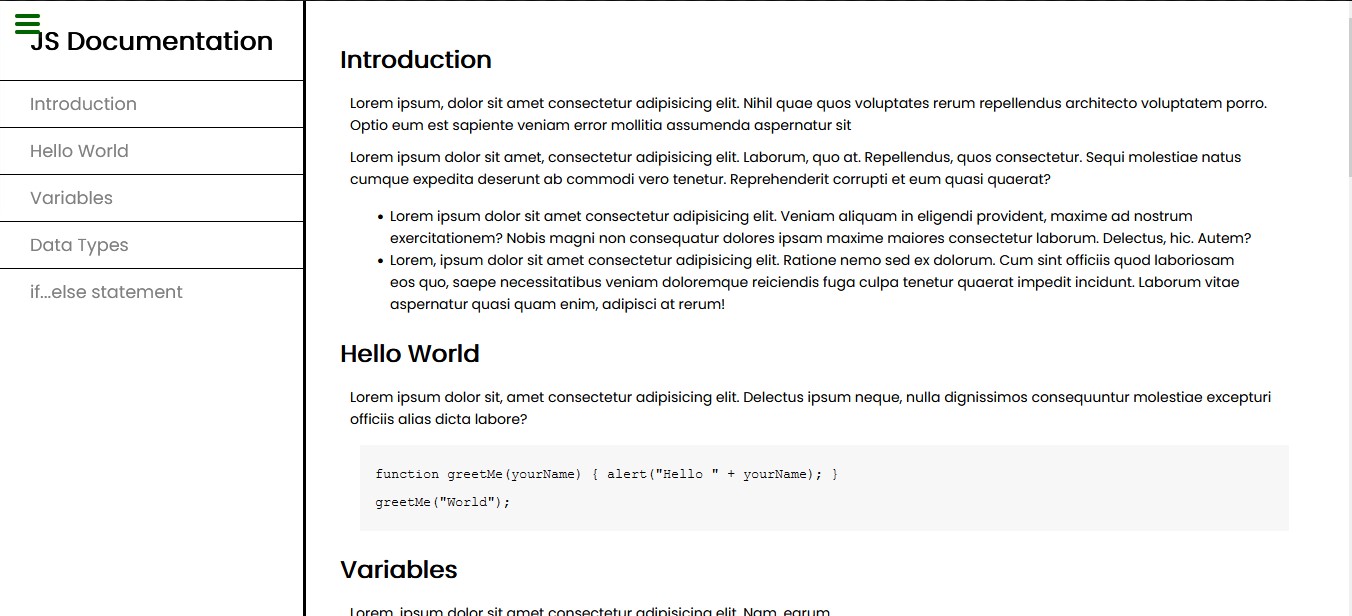 JS Documentation
Introduction
Hello World
Variables
Data Types
if...else statement
Introduction
Lorem ipsum, dolor sit amet consectetur adipisicing elit. Nihil quae quos voluptates rerum repellendus architecto voluptatem porro.
Optio eum est sapiente veniam error mollitia assumenda aspernatur sit
Lorem ipsum dolor sit amet, consectetur adipisicing elit. Laborum, quo at. Repellendus, quos consectetur. Sequi molestiae natus
cumque expedita deserunt ab commodi vero tenetur. Reprehenderit corrupti et eum quasi quaerat?
• Lorem ipsum dolor sit amet consectetur adipisicing elit. Veniam aliquam in eligendi provident, maxime ad nostrum
exercitationem? Nobis magni non consequatur dolores ipsam maxime maiores consectetur laborum. Delectus, hic. Autem?
• Lorem, ipsum dolor sit amet consectetur adipisicing elit. Ratione nemo sed ex dolorum. Cum sint officiis quod laboriosam
eos quo, saepe necessitatibus veniam doloremque reiciendis fuga culpa tenetur quaerat impedit incidunt. Laborum vitae
aspernatur quasi quam enim, adipisci at rerum!
Hello World
Lorem ipsum dolor sit, amet consectetur adipisicing elit. Delectus ipsum neque, nulla dignissimos consequuntur molestiae excepturi
officiis alias dicta labore?
function greetMe(yourName) { alert("Hello " + yourName); }
greetMe("World");
Variables
Lorem, ipsum dolor sit amet consectetur adipisicing elit. Nam, earum